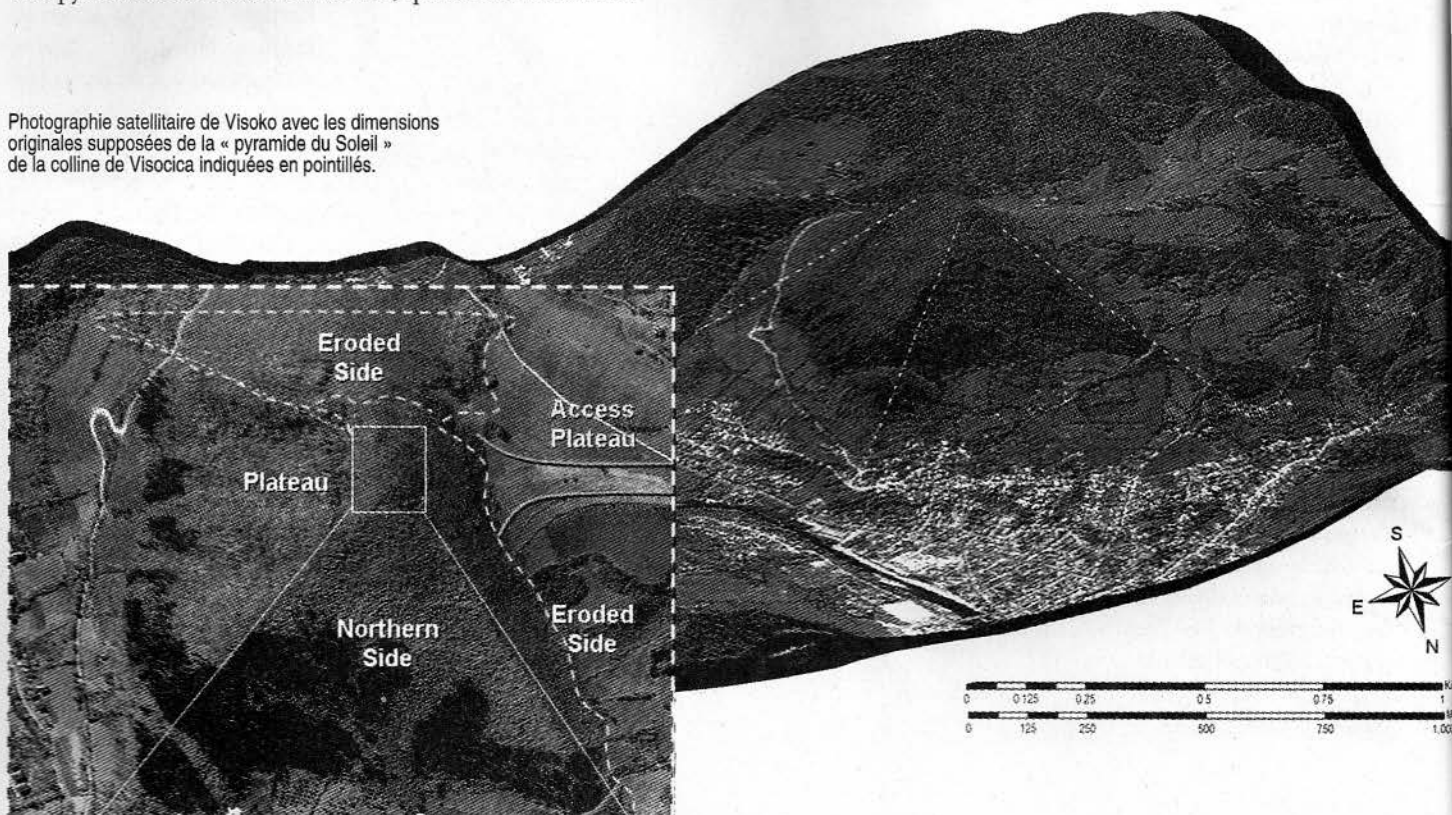 Photographie satellitaire de Visoko avec les dimensions
originales supposées de la « pyramide du Soleil »
de la colline de Visocica indiquées en pointillés.
Eroded
Side
Access
Plateau
Plateau
Northern
Side
Eroded
Side
S
E
N
0 0.125 0.25 0.5 0.75 1
0 125 250 500 750